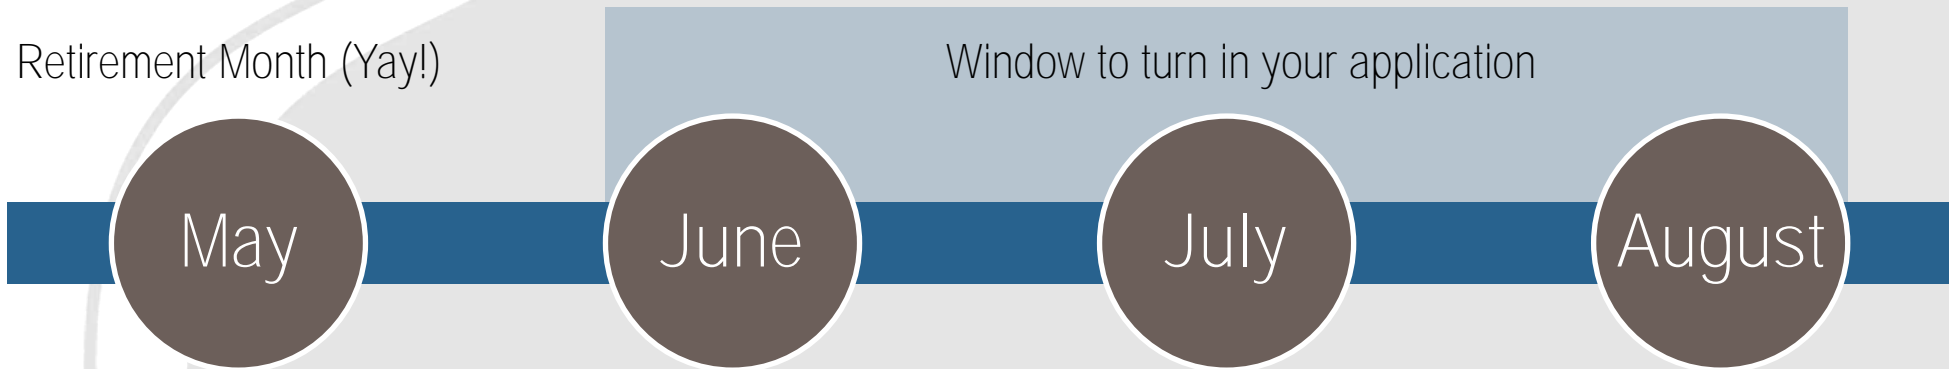 Retirement Month (Yay!)
Window to turn in your application
May
June
July
August